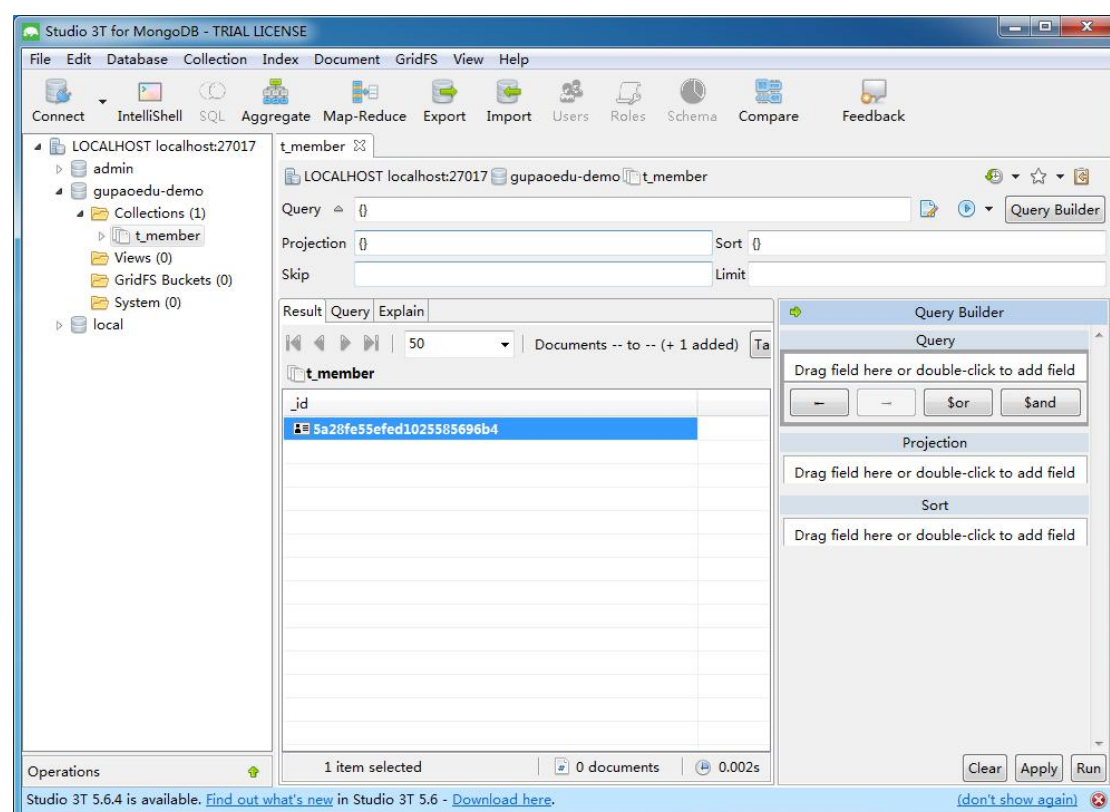 Studio 3T for MongoDB - TRIAL LICENSE
File Edit Database Collection Index Document GridFS View Help
Connect IntelliShell SQL Aggregate Map-Reduce Export Import Users Roles Schema Compare Feedback
LOCALHOST localhost:27017
admin
gupaoedu-demo
Collections (1)
t_member
Views (0)
GridFS Buckets (0)
System (0)
local
t_member
LOCALHOST localhost:27017 gupaoedu-demo t_member
Query {} Query Builder
Projection {} Sort {}
Skip Limit
Result Query Explain
50 Documents -- to -- (+ 1 added) Ta
t_member
_id
5a28fe55efed1025585696b4
1 item selected 0 documents 0.002s
Query Builder
Query
Drag field here or double-click to add field
$or $and
Projection
Drag field here or double-click to add field
Sort
Drag field here or double-click to add field
Clear Apply Run
Operations
Studio 3T 5.6.4 is available. Find out what's new in Studio 3T 5.6 - Download here. (don't show again)